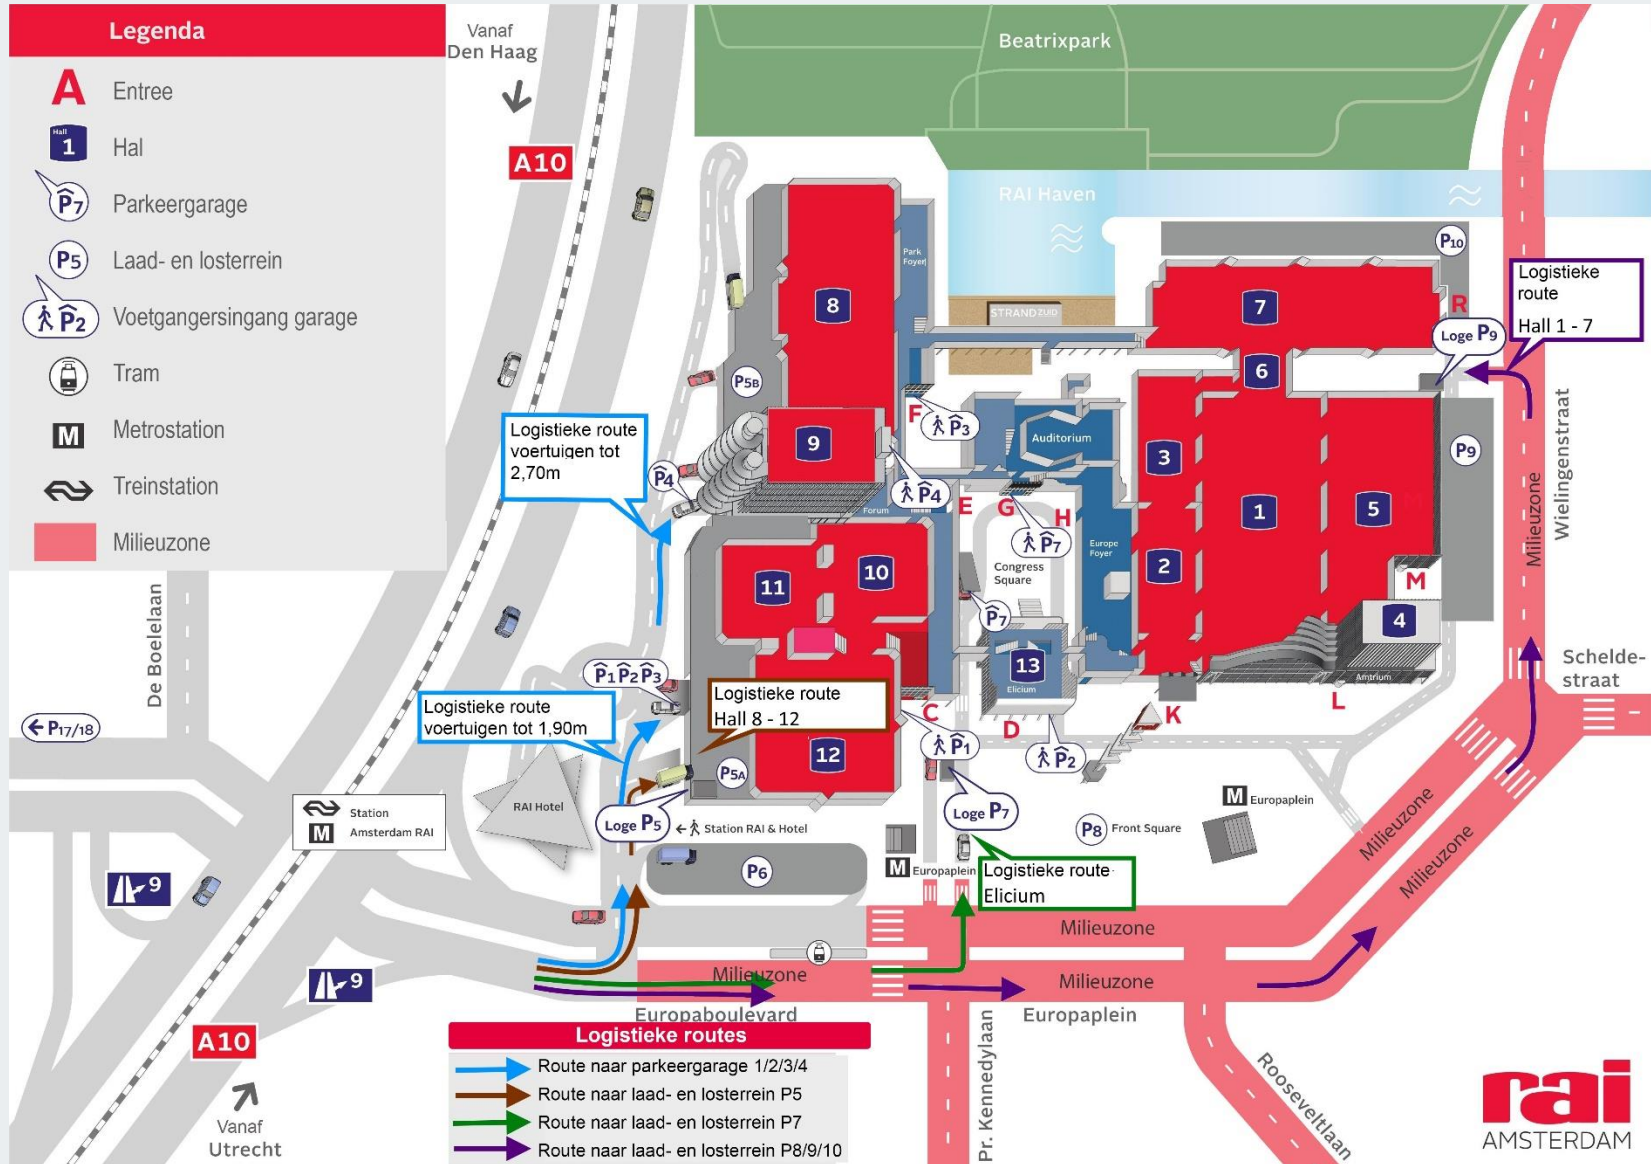 Legenda
A Entree
Hall
1 Hal
P7 Parkeergarage
P5 Laad- en losterrein
P2 Voetgangersingang garage
Tram
M Metrostation
Treinstation
Milieuzone
Vanaf
Den Haag
A10
Beatrixpark
RAI Haven
STRANDZUID
Park
Foyer
8
7
P10
R
Logistieke
route
Hall 1 - 7
Loge P9
6
P5B
F
P3
Auditorium
9
3
P9
Logistieke route
voertuigen tot
2,70m
P4
P4
Forum
E
G
H
P7
1
5
M
Wielingenstraat
Milieuzone
Europe
Foyer
Congress
Square
2
11
10
P7
M
4
De Boelelaan
13
Elicium
Amtrium
Schelde-
straat
P1 P2 P3
Logistieke route
Hall 8 - 12
Logistieke route
voertuigen tot 1,90m
C
D
K
L
← P17/18
P1
P2
12
P5A
RAI Hotel
Station
M Amsterdam RAI
Loge P5
← Station RAI & Hotel
Loge P7
P8 Front Square
M Europaplein
P6
M Europaplein
Logistieke route
Elicium
Milieuzone
Milieuzone
9
Milieuzone
Milieuzone
Milieuzone
9
Europaboulevard
Europaplein
A10
Vanaf
Utrecht
Pr. Kennedylaan
Rooseveltlaan
Logistieke routes
Route naar parkeergarage 1/2/3/4
Route naar laad- en losterrein P5
Route naar laad- en losterrein P7
Route naar laad- en losterrein P8/9/10
rai
AMSTERDAM